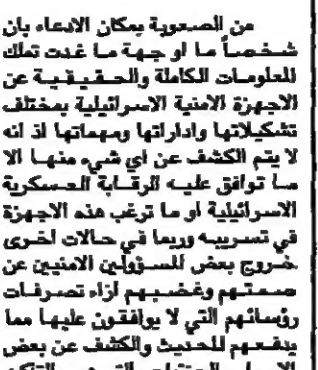 من الصعوبة بمكان الادعاء بان
شخصاً ما او جهة ما غدت تملك
المعلومات الكاملة والحقيقية عن
الاجهزة الامنية الاسرائيلية بمختلف
تشكيلاتها واداراتها ومهماتها اذ انه
لا يتم الكشف عن اي شيء منها الا
ما توافق عليه الرقابة العسكرية
الاسرائيلية او ما ترغب هذه الاجهزة
في تسريبه وربما في حالات اخرى
خروج بعض المسؤولين الامنيين عن
صمتهم وغضبهم ازاء تصرفات
رؤسائهم التي لا يوافقون عليها مما
يدفعهم للحديث والكشف عن بعض